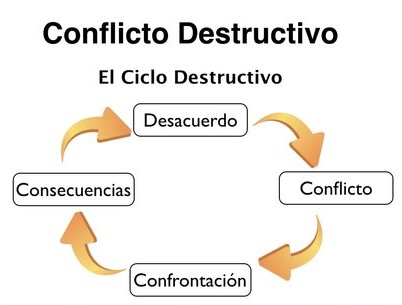 Conflicto Destructivo
El Ciclo Destructivo
Desacuerdo
Conflicto
Confrontación
Consecuencias